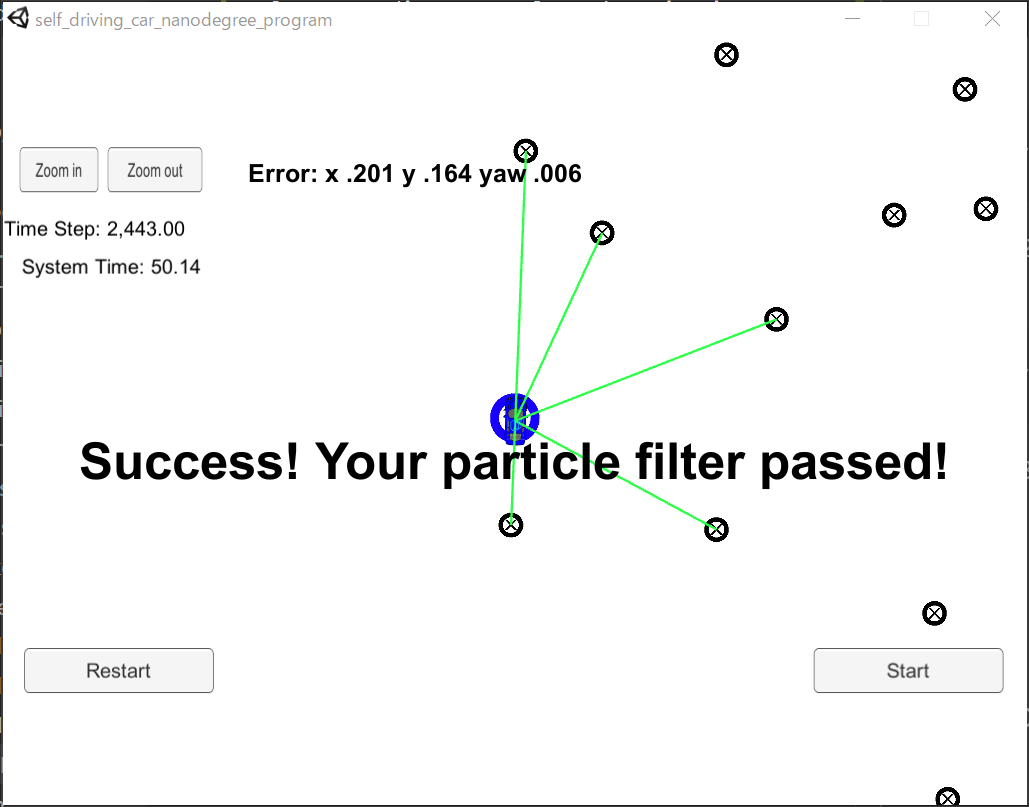 self_driving_car_nanodegree_program
Zoom in
Zoom out
Error: x .201 y .164 yaw .006
Time Step: 2,443.00
System Time: 50.14
Success! Your particle filter passed!
Restart
Start